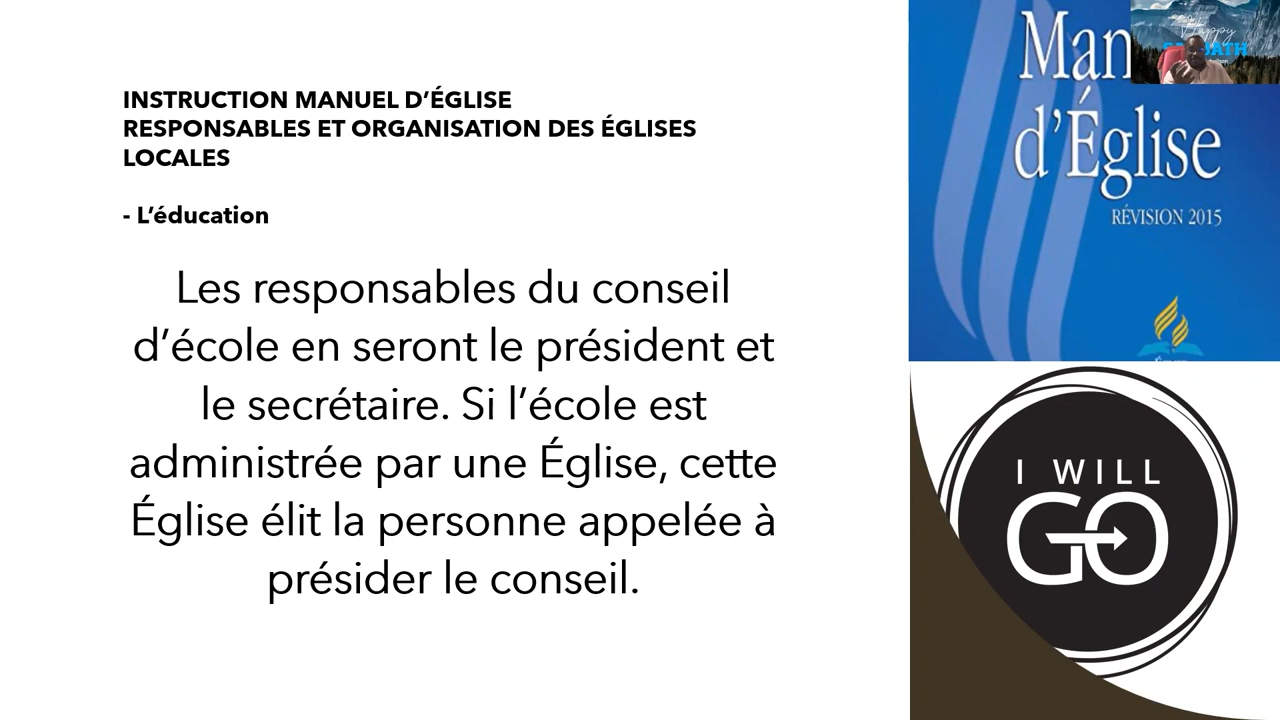 INSTRUCTION MANUEL D’ÉGLISE
RESPONSABLES ET ORGANISATION DES ÉGLISES
LOCALES
- L’éducation
Les responsables du conseil
d’école en seront le président et
le secrétaire. Si l’école est
administrée par une Église, cette
Église élit la personne appelée à
présider le conseil.
Man
d’Église
RÉVISION 2015
Happy
I WILL
GO